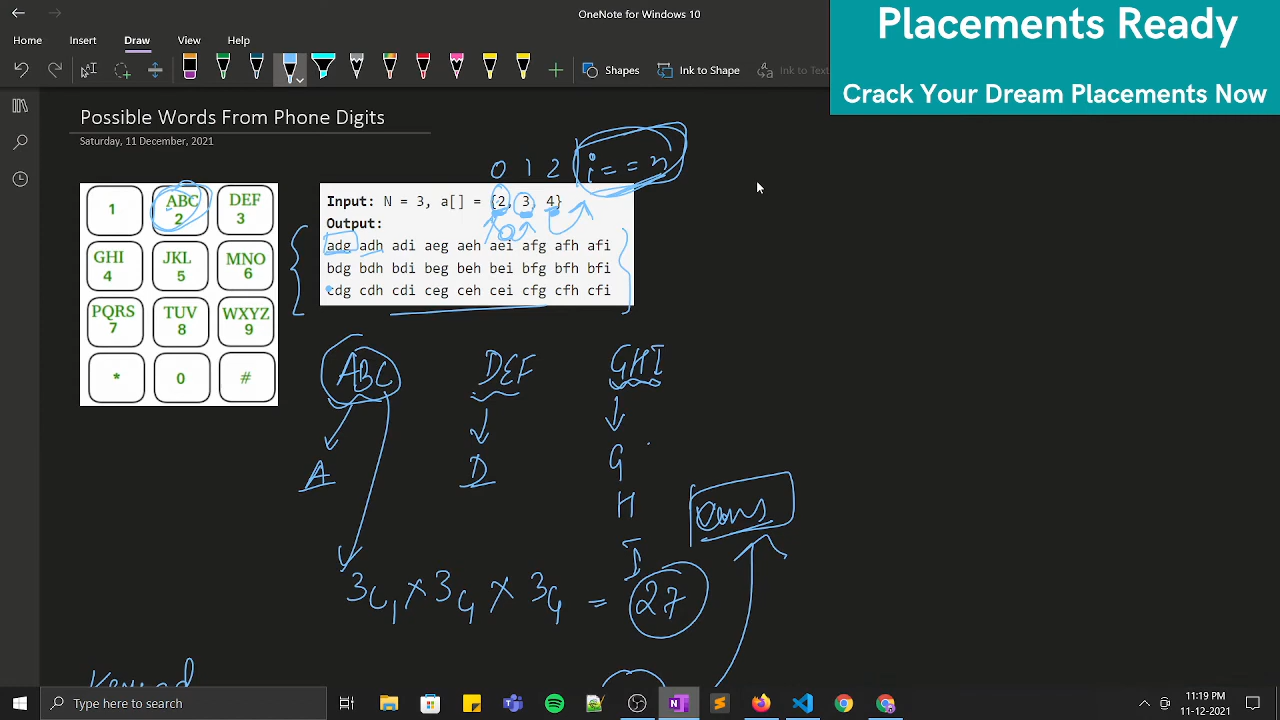 OneNote for Windows 10
Placements Ready
Crack Your Dream Placements Now
Home Insert Draw View Help
Shapes Ink to Shape Ink to Text
Possible Words From Phone Digits
Saturday, 11 December, 2021
0 1 2 i == n
1 ABC 2 DEF 3
GHI 4 JKL 5 MNO 6
PQRS 7 TUV 8 WXYZ 9
* 0 #
Input: N = 3, a[] = {2, 3, 4}
Output:
adg adh adi aeg aeh aei afg afh afi
bdg bdh bdi beg beh bei bfg bfh bfi
cdg cdh cdi ceg ceh cei cfg cfh cfi
ABC DEF GHI
A D G
H
I
ans
3C1 × 3C1 × 3C1 = 27
Keypad
Type here to search
11:19 PM
11-12-2021